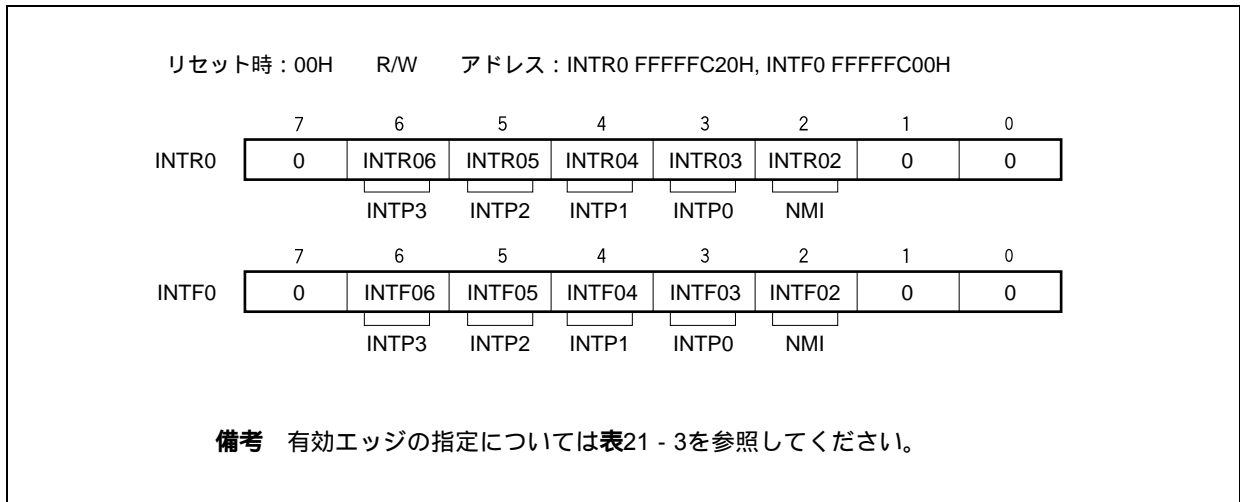 リセット時：00H R/W アドレス：INTR0 FFFFFC20H, INTF0 FFFFFC00H
7 6 5 4 3 2 1 0
INTR0 0 INTR06 INTR05 INTR04 INTR03 INTR02 0 0
INTP3 INTP2 INTP1 INTP0 NMI
7 6 5 4 3 2 1 0
INTF0 0 INTF06 INTF05 INTF04 INTF03 INTF02 0 0
INTP3 INTP2 INTP1 INTP0 NMI
備考 有効エッジの指定については表21 - 3を参照してください。